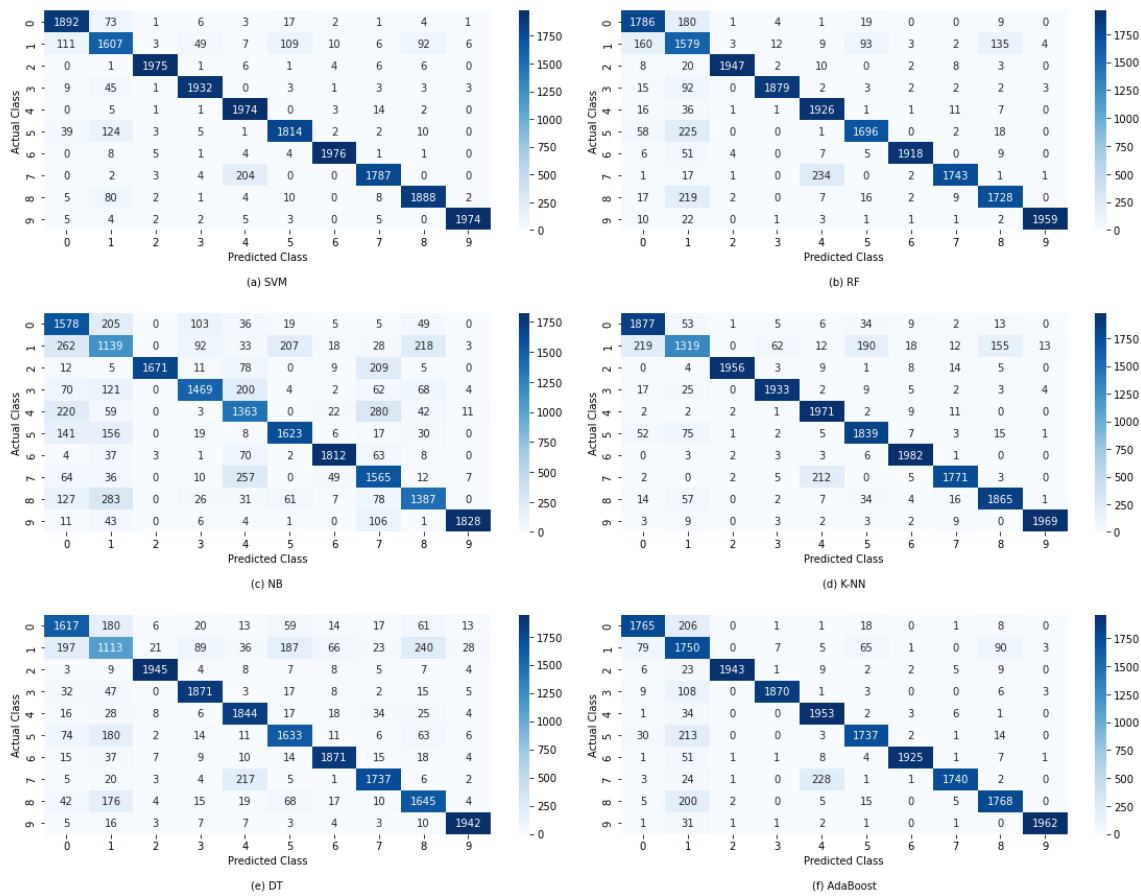 0 1892 73 1 6 3 17 2 1 4 1
1 111 1607 3 49 7 109 10 6 92 6
2 0 1 1975 1 6 1 4 6 6 0
3 9 45 1 1932 0 3 1 3 3 3
4 0 5 1 1 1974 0 3 14 2 0
5 39 124 3 5 1 1814 2 2 10 0
6 0 8 5 1 4 4 1976 1 1 0
7 0 2 3 4 204 0 0 1787 0 0
8 5 80 2 1 4 10 0 8 1888 2
9 5 4 2 2 5 3 0 5 0 1974
0 1 2 3 4 5 6 7 8 9
Actual Class
Predicted Class
1750
1500
1250
1000
750
500
250
0
(a) SVM
0 1786 180 1 4 1 19 0 0 9 0
1 160 1579 3 12 9 93 3 2 135 4
2 8 20 1947 2 10 0 2 8 3 0
3 15 92 1 1879 2 3 1 2 2 3
4 16 36 1 1 1926 1 1 11 7 0
5 58 225 0 0 1 1696 0 2 18 0
6 6 51 4 0 7 5 1918 0 9 0
7 1 17 1 0 234 0 2 1743 1 1
8 17 219 2 0 7 16 2 9 1728 0
9 10 22 0 1 3 1 1 1 2 1959
0 1 2 3 4 5 6 7 8 9
Actual Class
Predicted Class
1750
1500
1250
1000
750
500
250
0
(b) RF
0 1578 205 0 103 36 19 5 5 49 0
1 262 1139 0 92 33 207 18 28 218 3
2 12 5 1671 11 78 0 9 209 5 0
3 70 121 0 1469 200 4 2 62 68 4
4 220 59 0 3 1363 0 22 280 42 11
5 141 156 0 19 8 1623 6 17 30 0
6 4 37 3 1 70 2 1812 63 8 0
7 64 36 0 10 257 0 49 1565 12 7
8 127 283 0 26 31 61 7 78 1387 0
9 11 43 0 6 4 1 0 106 1 1828
0 1 2 3 4 5 6 7 8 9
Actual Class
Predicted Class
1750
1500
1250
1000
750
500
250
0
(c) NB
0 1877 53 1 5 6 34 9 2 13 0
1 219 1319 0 62 12 190 18 12 155 13
2 0 4 1956 3 9 1 8 14 5 0
3 17 25 0 1933 5 9 5 2 3 4
4 2 2 2 1 1971 2 9 11 0 0
5 52 75 1 2 5 1839 7 3 15 1
6 0 3 2 3 3 6 1982 1 0 0
7 2 0 2 5 212 0 5 1771 3 0
8 14 57 0 2 7 34 4 16 1865 1
9 3 9 0 3 2 3 2 9 0 1969
0 1 2 3 4 5 6 7 8 9
Actual Class
Predicted Class
1750
1500
1250
1000
750
500
250
0
(d) K-NN
0 1617 180 6 20 13 59 14 17 61 13
1 197 1113 21 89 36 187 66 23 240 28
2 3 9 1945 4 8 7 8 5 7 4
3 32 47 0 1871 3 17 8 2 15 5
4 16 28 8 6 1844 17 18 34 25 4
5 74 180 2 14 11 1633 11 6 63 6
6 15 37 7 9 10 14 1871 15 18 4
7 5 20 3 4 217 5 1 1737 6 2
8 42 176 4 15 19 68 17 10 1645 4
9 5 16 3 7 7 3 4 3 10 1942
0 1 2 3 4 5 6 7 8 9
Actual Class
Predicted Class
1750
1500
1250
1000
750
500
250
0
(e) DT
0 1765 206 0 1 1 18 0 1 8 0
1 79 1750 0 7 5 65 1 0 90 3
2 6 23 1943 1 9 2 2 5 9 0
3 9 108 0 1870 1 3 0 0 6 3
4 1 34 0 0 1953 2 3 6 1 0
5 30 213 0 0 3 1737 2 1 14 0
6 1 51 1 1 8 4 1925 1 7 1
7 3 24 1 0 228 1 1 1740 2 0
8 5 200 2 0 5 15 0 5 1768 0
9 1 31 1 1 2 1 0 1 0 1962
0 1 2 3 4 5 6 7 8 9
Actual Class
Predicted Class
1750
1500
1250
1000
750
500
250
0
(f) AdaBoost